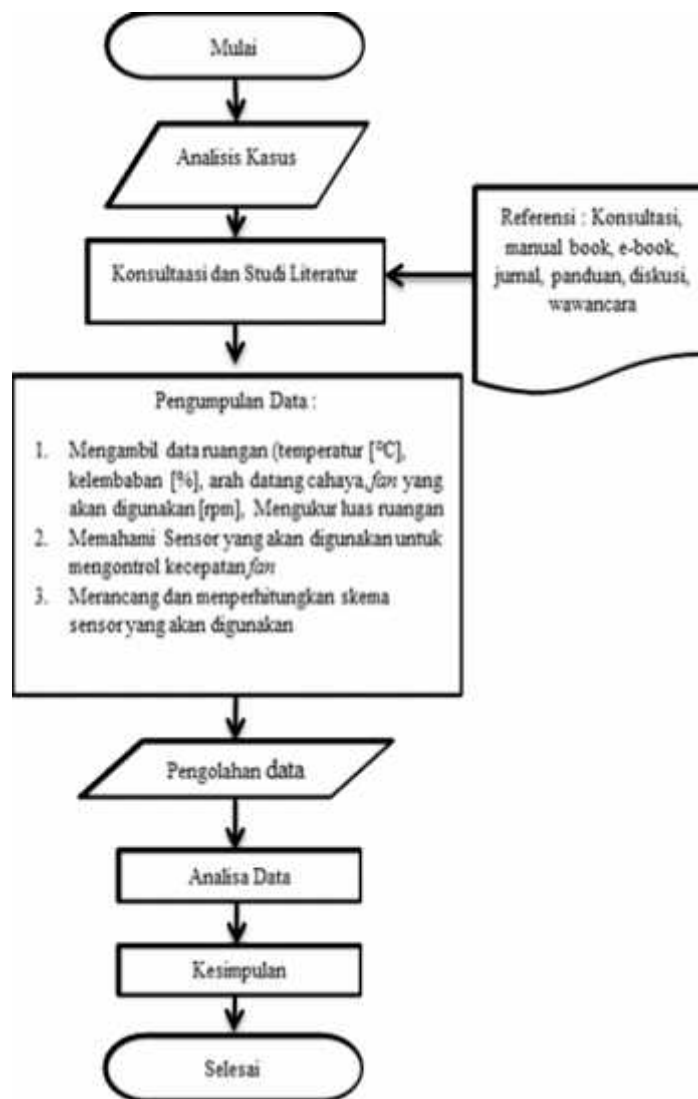 Mulai
Analisis Kasus
Konsultaasi dan Studi Literatur
Referensi : Konsultasi,
manual book, e-book,
jurnal, panduan, diskusi,
wawancara
Pengumpulan Data :
1. Mengambil data ruangan (temperatur [°C],
kelembaban [%], arah datang cahaya, fan yang
akan digunakan [rpm], Mengukur luas ruangan
2. Memahami Sensor yang akan digunakan untuk
mengontrol kecepatan fan
3. Merancang dan menperhitungkan skema
sensor yang akan digunakan
Pengolahan data
Analisa Data
Kesimpulan
Selesai